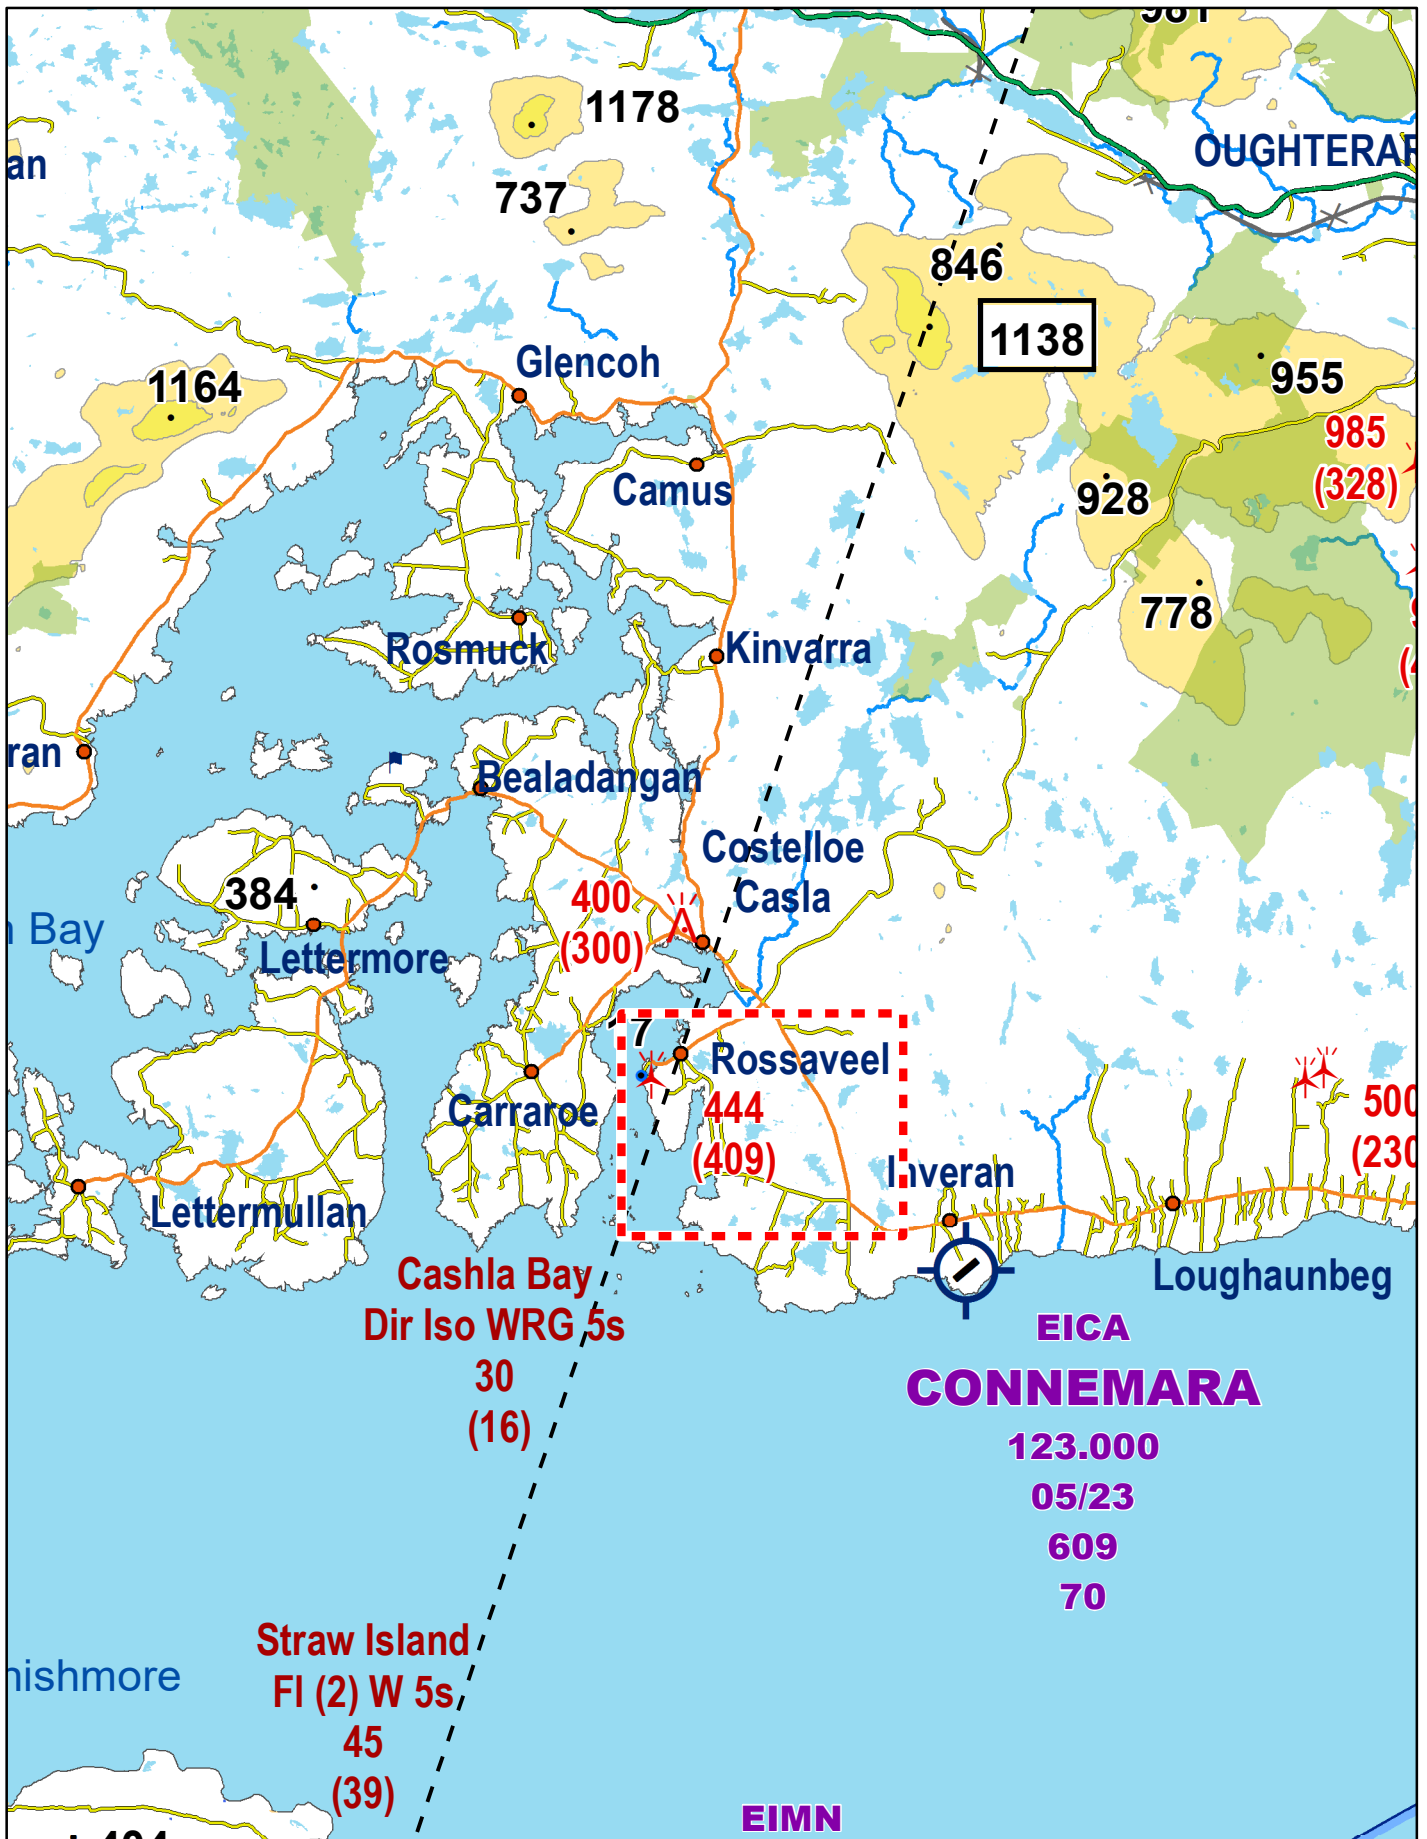 981
1178
an
OUGHTERAR
737
846
1138
Glencoh
1164
955
985
(328)
Camus
928
778
Rosmuck
Kinvarra
ran
Bealadangan
Costelloe
Casla
384
400
(300)
n Bay
Lettermore
17
Rossaveel
Carraroe
444
(409)
500
(230
Inveran
Lettermullan
Cashla Bay
Dir Iso WRG 5s
30
(16)
Loughaunbeg
EICA
CONNEMARA
123.000
05/23
609
70
Straw Island
Fl (2) W 5s
45
(39)
nishmore
EIMN